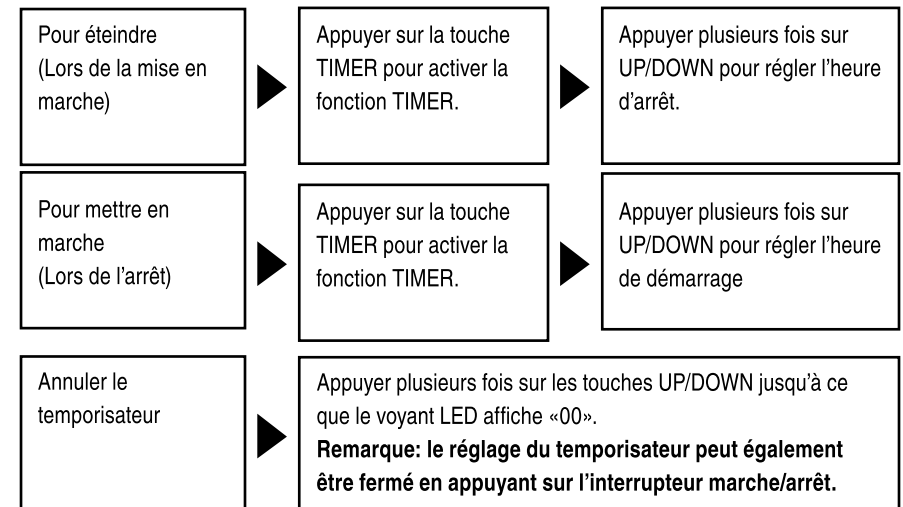 Pour éteindre
(Lors de la mise en
marche)
Appuyer sur la touche
TIMER pour activer la
fonction TIMER.
Appuyer plusieurs fois sur
UP/DOWN pour régler l'heure
d'arrêt.
Pour mettre en
marche
(Lors de l'arrêt)
Appuyer sur la touche
TIMER pour activer la
fonction TIMER.
Appuyer plusieurs fois sur
UP/DOWN pour régler l'heure
de démarrage
Annuler le
temporisateur
Appuyer plusieurs fois sur les touches UP/DOWN jusqu'à ce
que le voyant LED affiche «00».
Remarque: le réglage du temporisateur peut également
être fermé en appuyant sur l'interrupteur marche/arrêt.